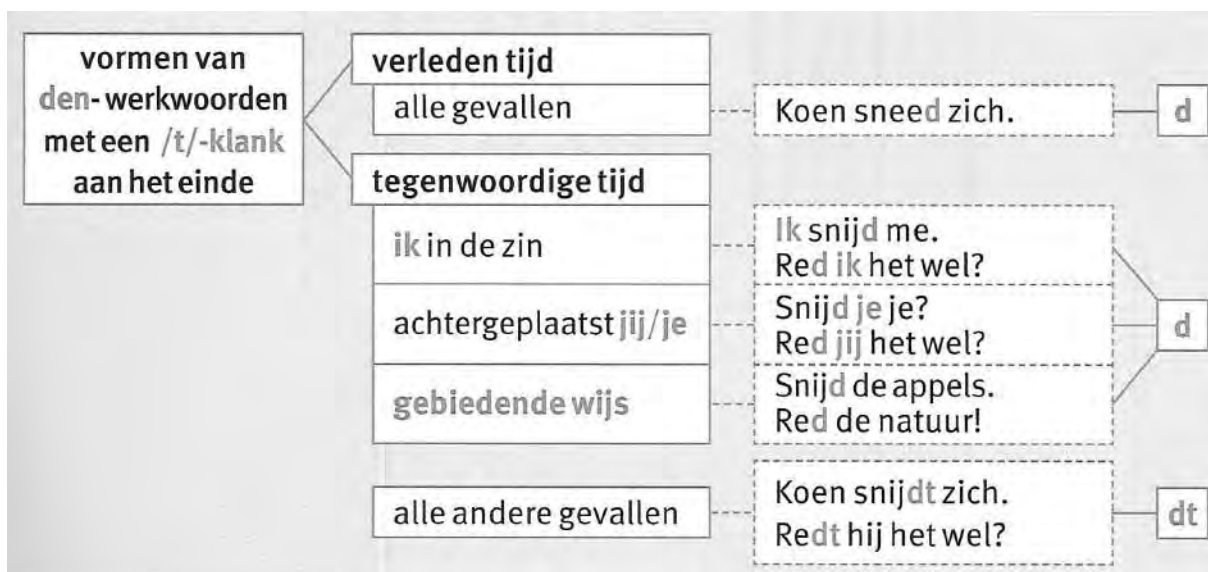 vormen van
den-werkwoorden
met een /t/-klank
aan het einde
verleden tijd
alle gevallen
Koen sneed zich.
d
tegenwoordige tijd
ik in de zin
Ik snijd me.
Red ik het wel?
achtergeplaatst jij/je
Snijd je je?
Red jij het wel?
d
gebiedende wijs
Snijd de appels.
Red de natuur!
alle andere gevallen
Koen snijdt zich.
Redt hij het wel?
dt